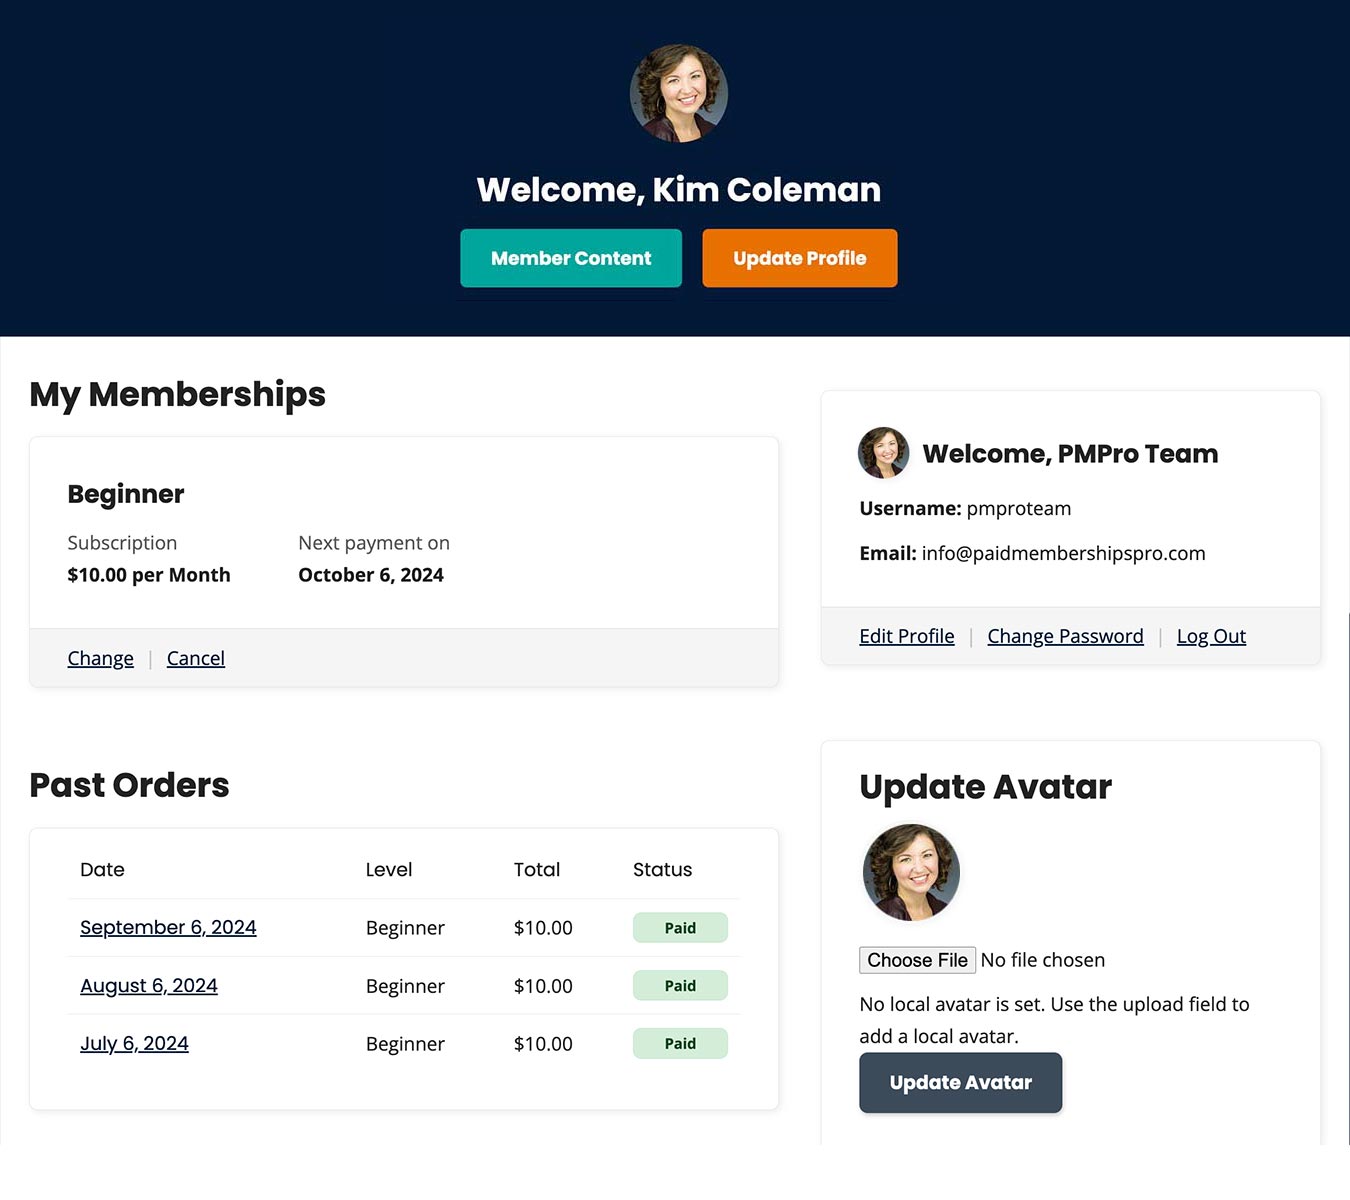 Welcome, Kim Coleman
Member Content
Update Profile
My Memberships
Beginner
Subscription
Next payment on
$10.00 per Month
October 6, 2024
Change | Cancel
Welcome, PMPro Team
Username: pmproteam
Email: info@paidmembershipspro.com
Edit Profile | Change Password | Log Out
Past Orders
Date Level Total Status
September 6, 2024 Beginner $10.00 Paid
August 6, 2024 Beginner $10.00 Paid
July 6, 2024 Beginner $10.00 Paid
Update Avatar
Choose File No file chosen
No local avatar is set. Use the upload field to
add a local avatar.
Update Avatar